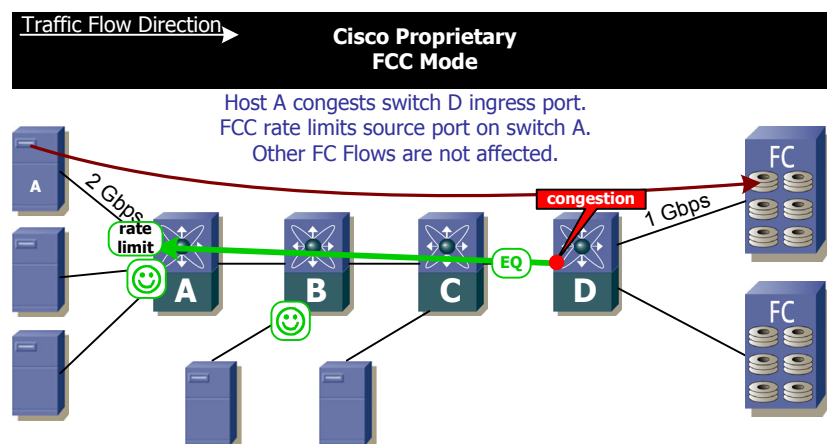 Traffic Flow Direction
Cisco Proprietary
FCC Mode
Host A congests switch D ingress port.
FCC rate limits source port on switch A.
Other FC Flows are not affected.
A
2 Gbps
rate
limit
congestion
1 Gbps
FC
EQ
A
B
C
D
FC